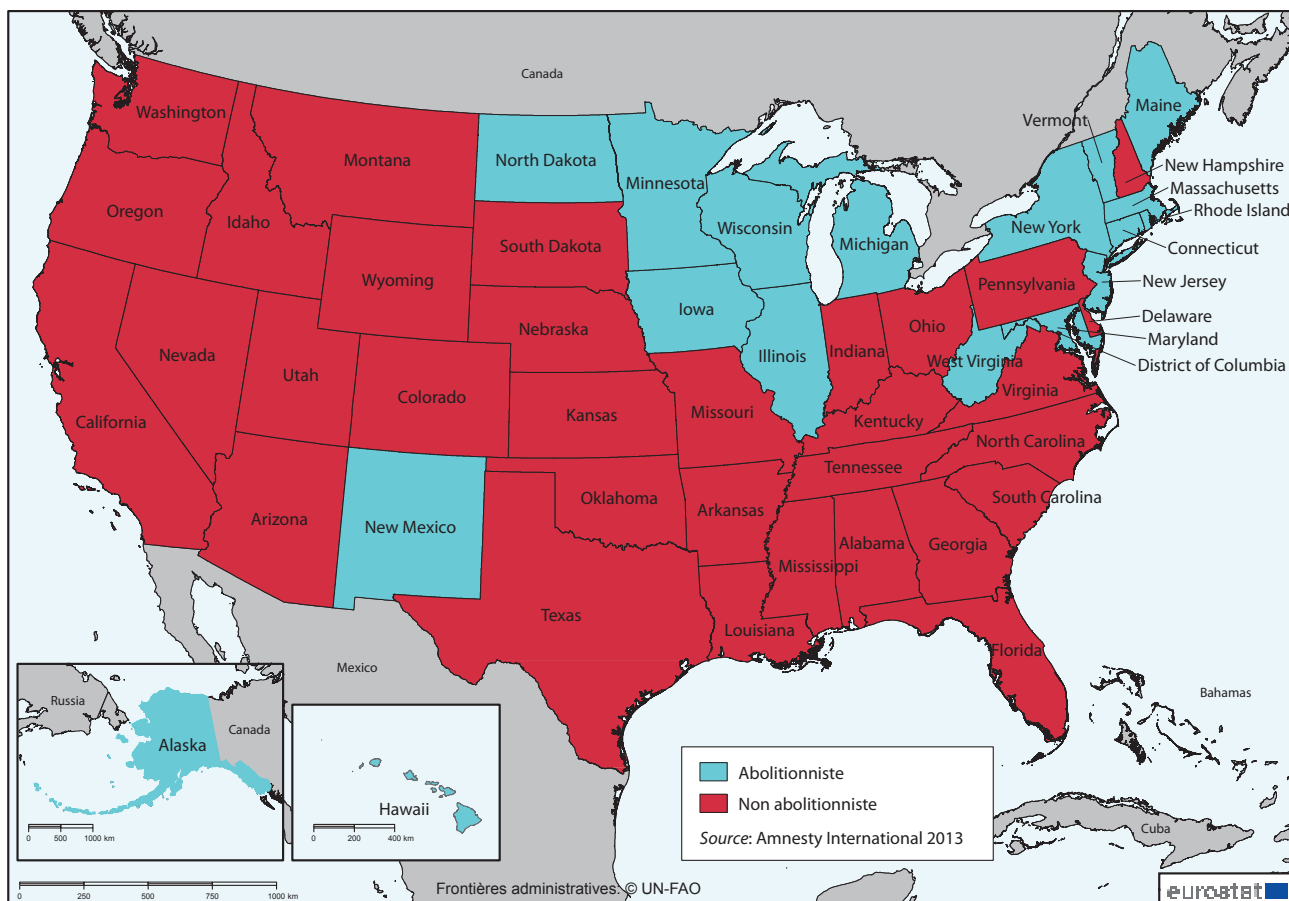 Canada
Washington
Montana
North Dakota
Minnesota
Vermont
Maine
New Hampshire
Massachusetts
Rhode Island
Connecticut
Oregon
Idaho
South Dakota
Wisconsin
Michigan
New York
Wyoming
Iowa
Pennsylvania
New Jersey
Delaware
Maryland
District of Columbia
Nebraska
Nevada
Utah
Colorado
Illinois
Indiana
Ohio
West Virginia
Virginia
California
Kansas
Missouri
Kentucky
North Carolina
Tennessee
South Carolina
Arizona
New Mexico
Oklahoma
Arkansas
Mississippi
Alabama
Georgia
Texas
Louisiana
Florida
Mexico
Bahamas
Cuba
Russia
Canada
Alaska
0 500 1000 km
Hawaii
0 200 400 km
Abolitionniste
Non abolitionniste
Source: Amnesty International 2013
0 250 500 750 1000 km
Frontières administratives: © UN-FAO
eurostat